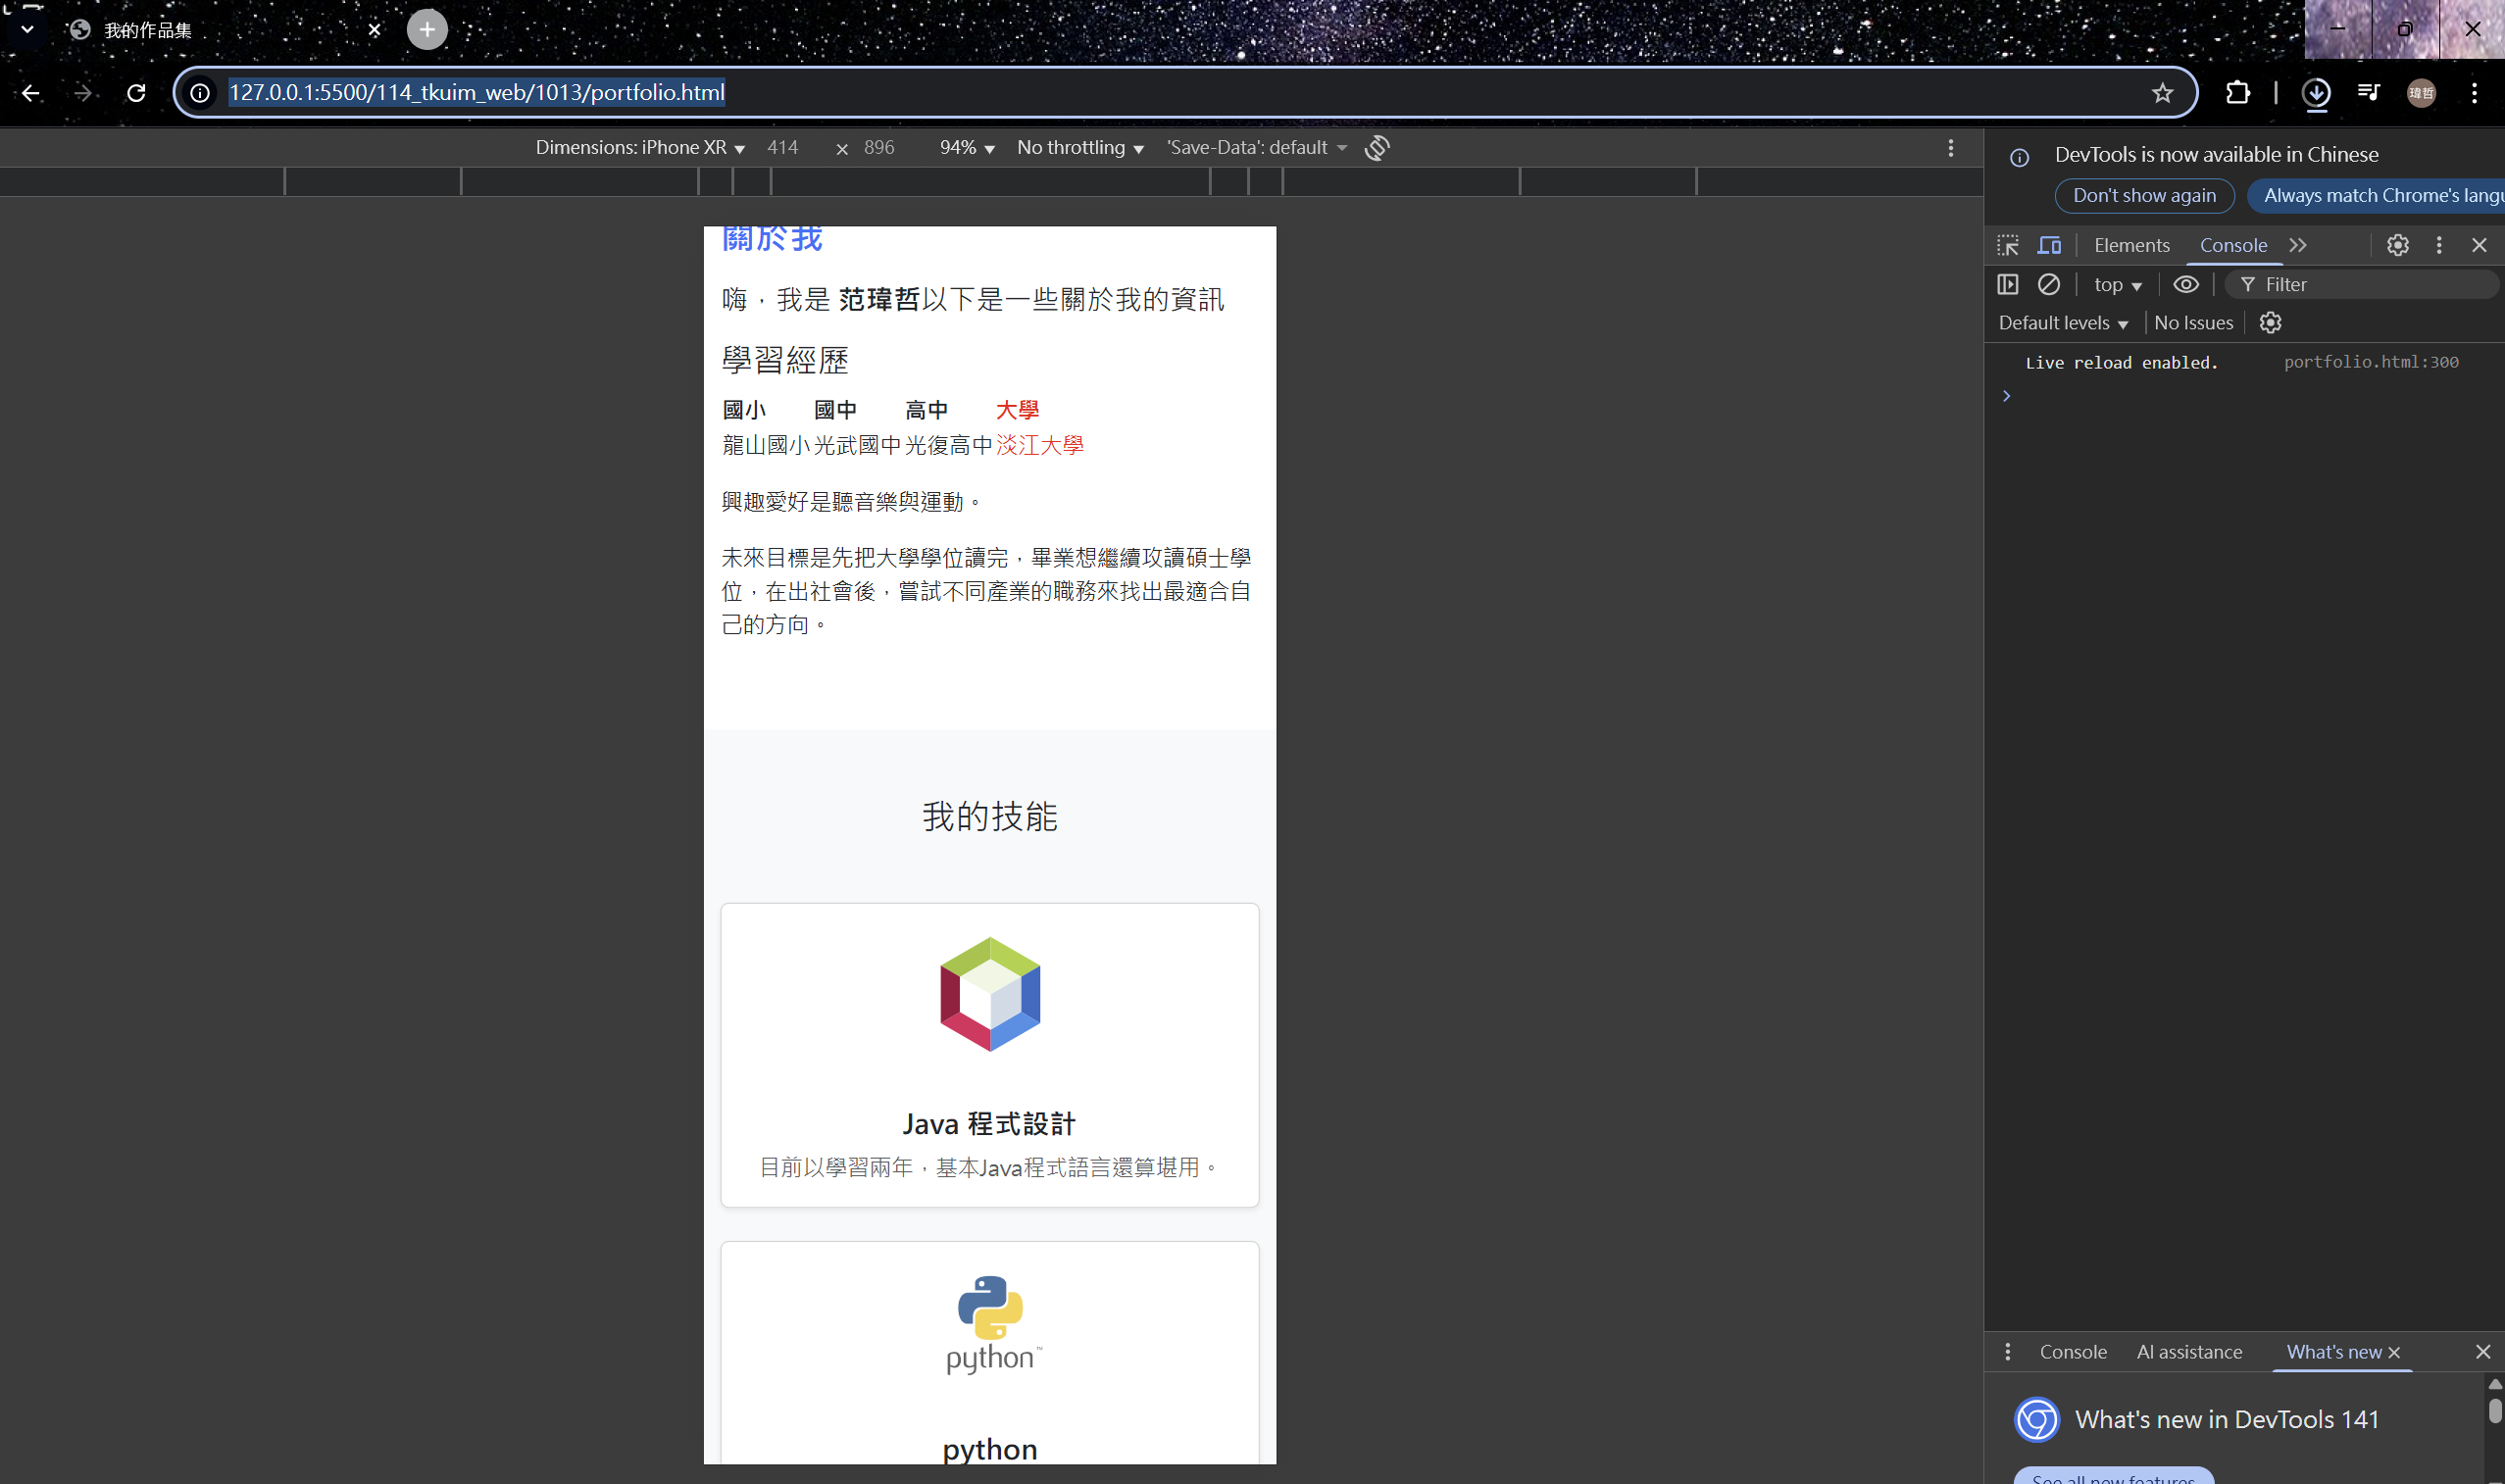 我的作品集
127.0.0.1:5500/114_tkuim_web/1013/portfolio.html
瑋哲
Dimensions: iPhone XR 414 × 896 94% No throttling 'Save-Data': default
關於我
嗨，我是 范瑋哲以下是一些關於我的資訊
學習經歷
國小 國中 高中 大學
龍山國小 光武國中 光復高中 淡江大學
興趣愛好是聽音樂與運動。
未來目標是先把大學學位讀完，畢業想繼續攻讀碩士學
位，在出社會後，嘗試不同產業的職務來找出最適合自
己的方向。
我的技能
Java 程式設計
目前以學習兩年，基本Java程式語言還算堪用。
python™
python
DevTools is now available in Chinese
Don't show again Always match Chrome's langu
Elements Console
top Filter
Default levels No Issues
Live reload enabled. portfolio.html:300
Console AI assistance What's new
What's new in DevTools 141
See all new features